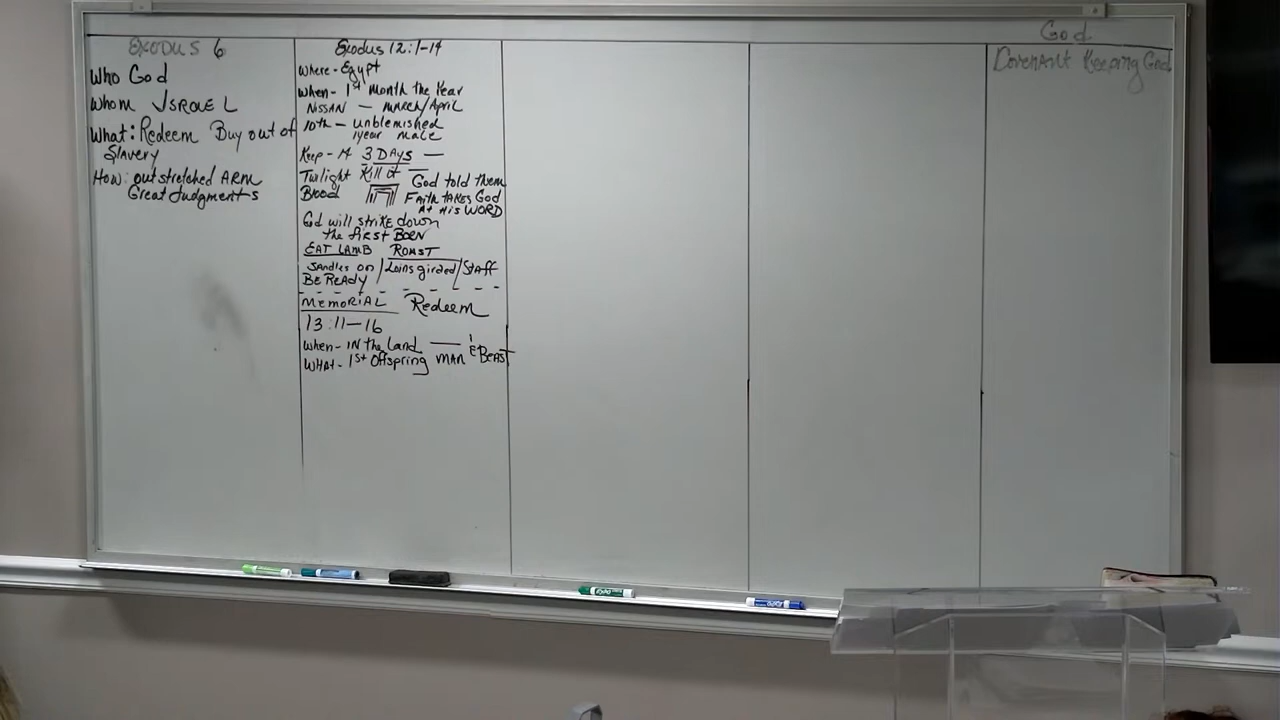 Exodus 6
Who God
Whom ISRAEL
What: Redeem Buy out of
Slavery
How: outstretched ARM
Great Judgments
Exodus 12:1-14
Where - Egypt
When - 1st Month the Year
NISSAN — MARCH/April
10th - unblemished
1year male
Keep - 14 3 DAYS —
Twilight Kill it —
Blood God told them
FAITH TAKES God
At His WORD
God will strike down
the first BORN
EAT LAMB ROAST
Sandles on / Loins girded / Staff
BE READY
MEMORIAL Redeem
13:11-16
When - IN the Land —
WHAT - 1st Offspring MAN & BEAST
God
Covenant Keeping God